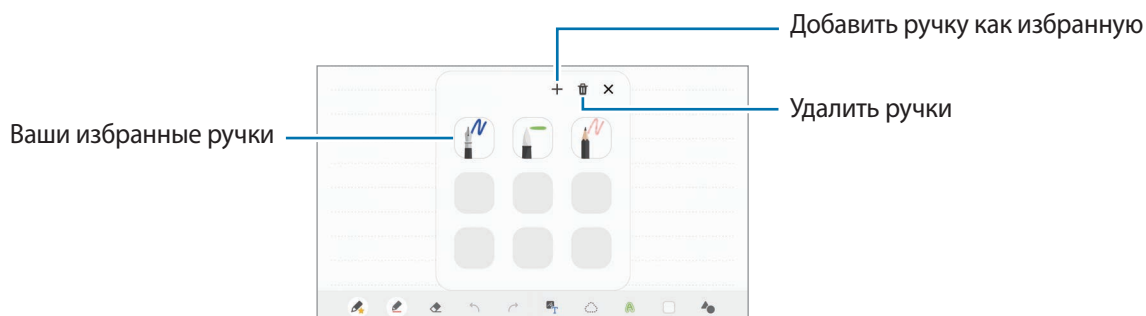 Добавить ручку как избранную
Удалить ручки
Ваши избранные ручки